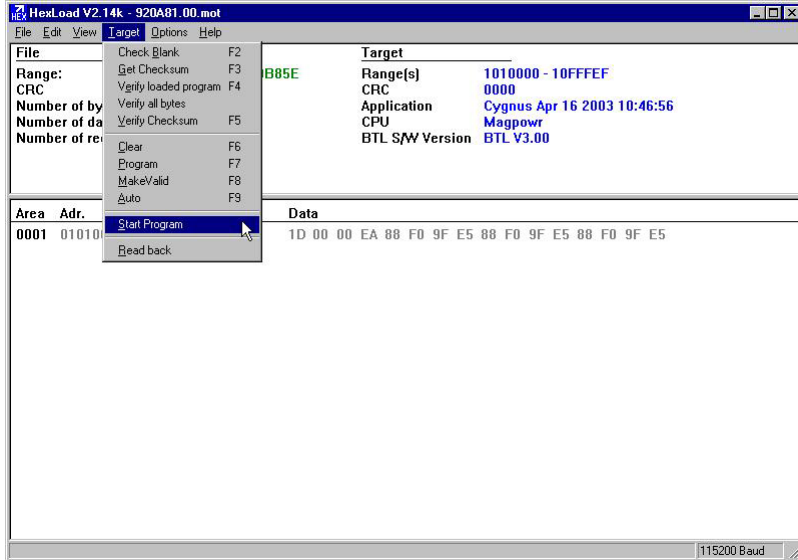 HexLoad V2.14k - 920A81.00.mot
File Edit View Target Options Help
File
Range: B85E
CRC
Number of by
Number of da
Number of re
Check Blank F2
Get Checksum F3
Verify loaded program F4
Verify all bytes
Verify Checksum F5
Clear F6
Program F7
MakeValid F8
Auto F9
Start Program
Read back
Target
Range(s) 1010000 - 10FFFEF
CRC 0000
Application Cygnus Apr 16 2003 10:46:56
CPU Magpowr
BTL S/W Version BTL V3.00
Area Adr. Data
0001 01010 1D 00 00 EA 88 F0 9F E5 88 F0 9F E5 88 F0 9F E5
115200 Baud